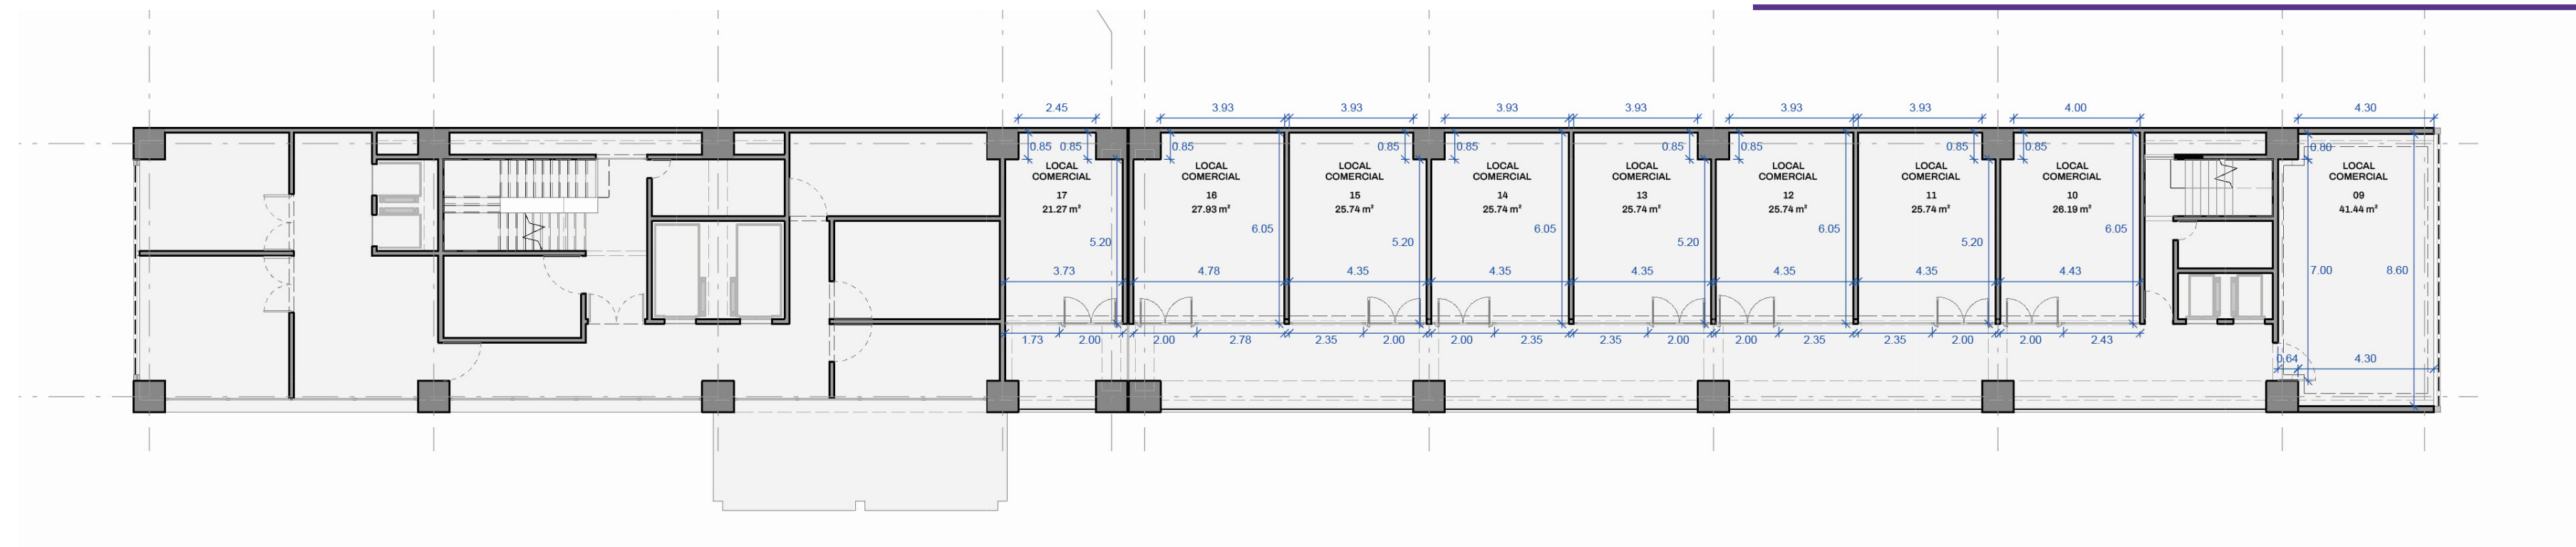 2.45 3.93 3.93 3.93 3.93 3.93 3.93 4.00 4.30
0.85 0.85 0.85 0.85 0.85 0.85 0.85 0.85 0.85 0.80
LOCAL
COMERCIAL
17
21.27 m²
LOCAL
COMERCIAL
16
27.93 m²
LOCAL
COMERCIAL
15
25.74 m²
LOCAL
COMERCIAL
14
25.74 m²
LOCAL
COMERCIAL
13
25.74 m²
LOCAL
COMERCIAL
12
25.74 m²
LOCAL
COMERCIAL
11
25.74 m²
LOCAL
COMERCIAL
10
26.19 m²
LOCAL
COMERCIAL
09
41.44 m²
5.20 6.05 5.20 6.05 5.20 6.05 5.20 6.05
3.73 4.78 4.35 4.35 4.35 4.35 4.35 4.43 7.00 8.60
1.73 2.00 2.00 2.78 2.35 2.00 2.00 2.35 2.35 2.00 2.00 2.35 2.35 2.00 2.00 2.43
0.64 4.30